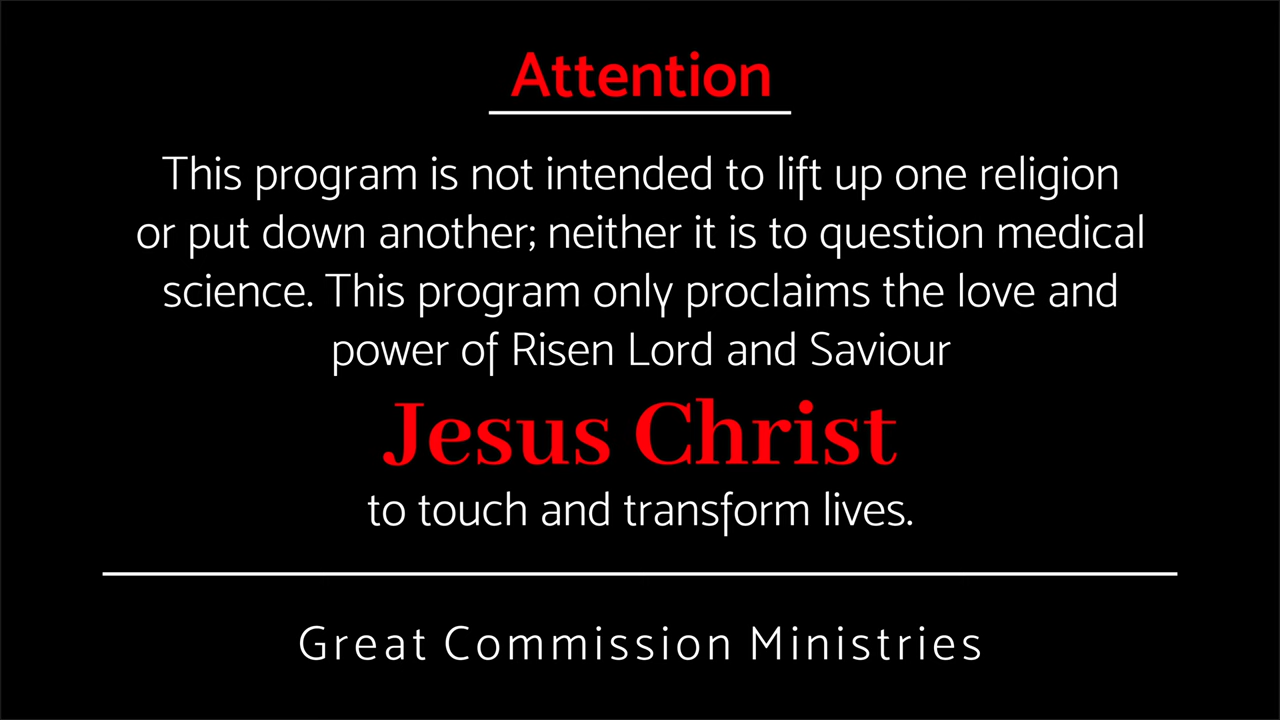 Attention
This program is not intended to lift up one religion
or put down another; neither it is to question medical
science. This program only proclaims the love and
power of Risen Lord and Saviour
Jesus Christ
to touch and transform lives.
Great Commission Ministries